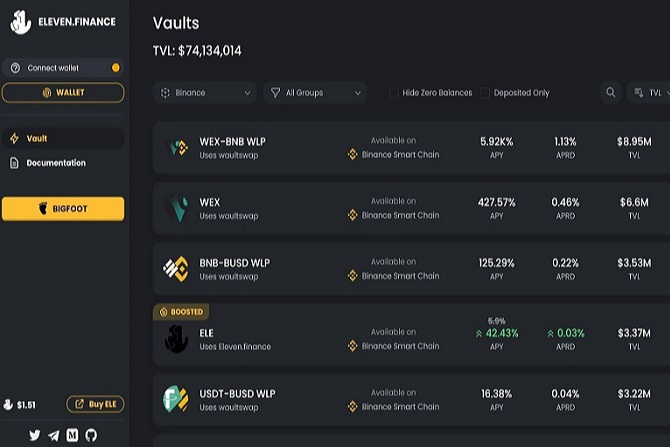 ELEVEN.FINANCE
Connect wallet
WALLET
Vault
Documentation
BIGFOOT
$1.51
Buy ELE
Vaults
TVL: $74,134,014
Binance
All Groups
Hide Zero Balances
Deposited Only
TVL
WEX-BNB WLP
Uses waultswap
Available on
Binance Smart Chain
5.92K%
APY
1.13%
APRD
$8.95M
TVL
WEX
Uses waultswap
Available on
Binance Smart Chain
427.57%
APY
0.46%
APRD
$6.6M
TVL
BNB-BUSD WLP
Uses waultswap
Available on
Binance Smart Chain
125.29%
APY
0.22%
APRD
$3.53M
TVL
BOOSTED
ELE
Uses Eleven.finance
Available on
Binance Smart Chain
5.9%
42.43%
APY
0.03%
APRD
$3.37M
TVL
USDT-BUSD WLP
Uses waultswap
Available on
Binance Smart Chain
16.38%
APY
0.04%
APRD
$3.22M
TVL